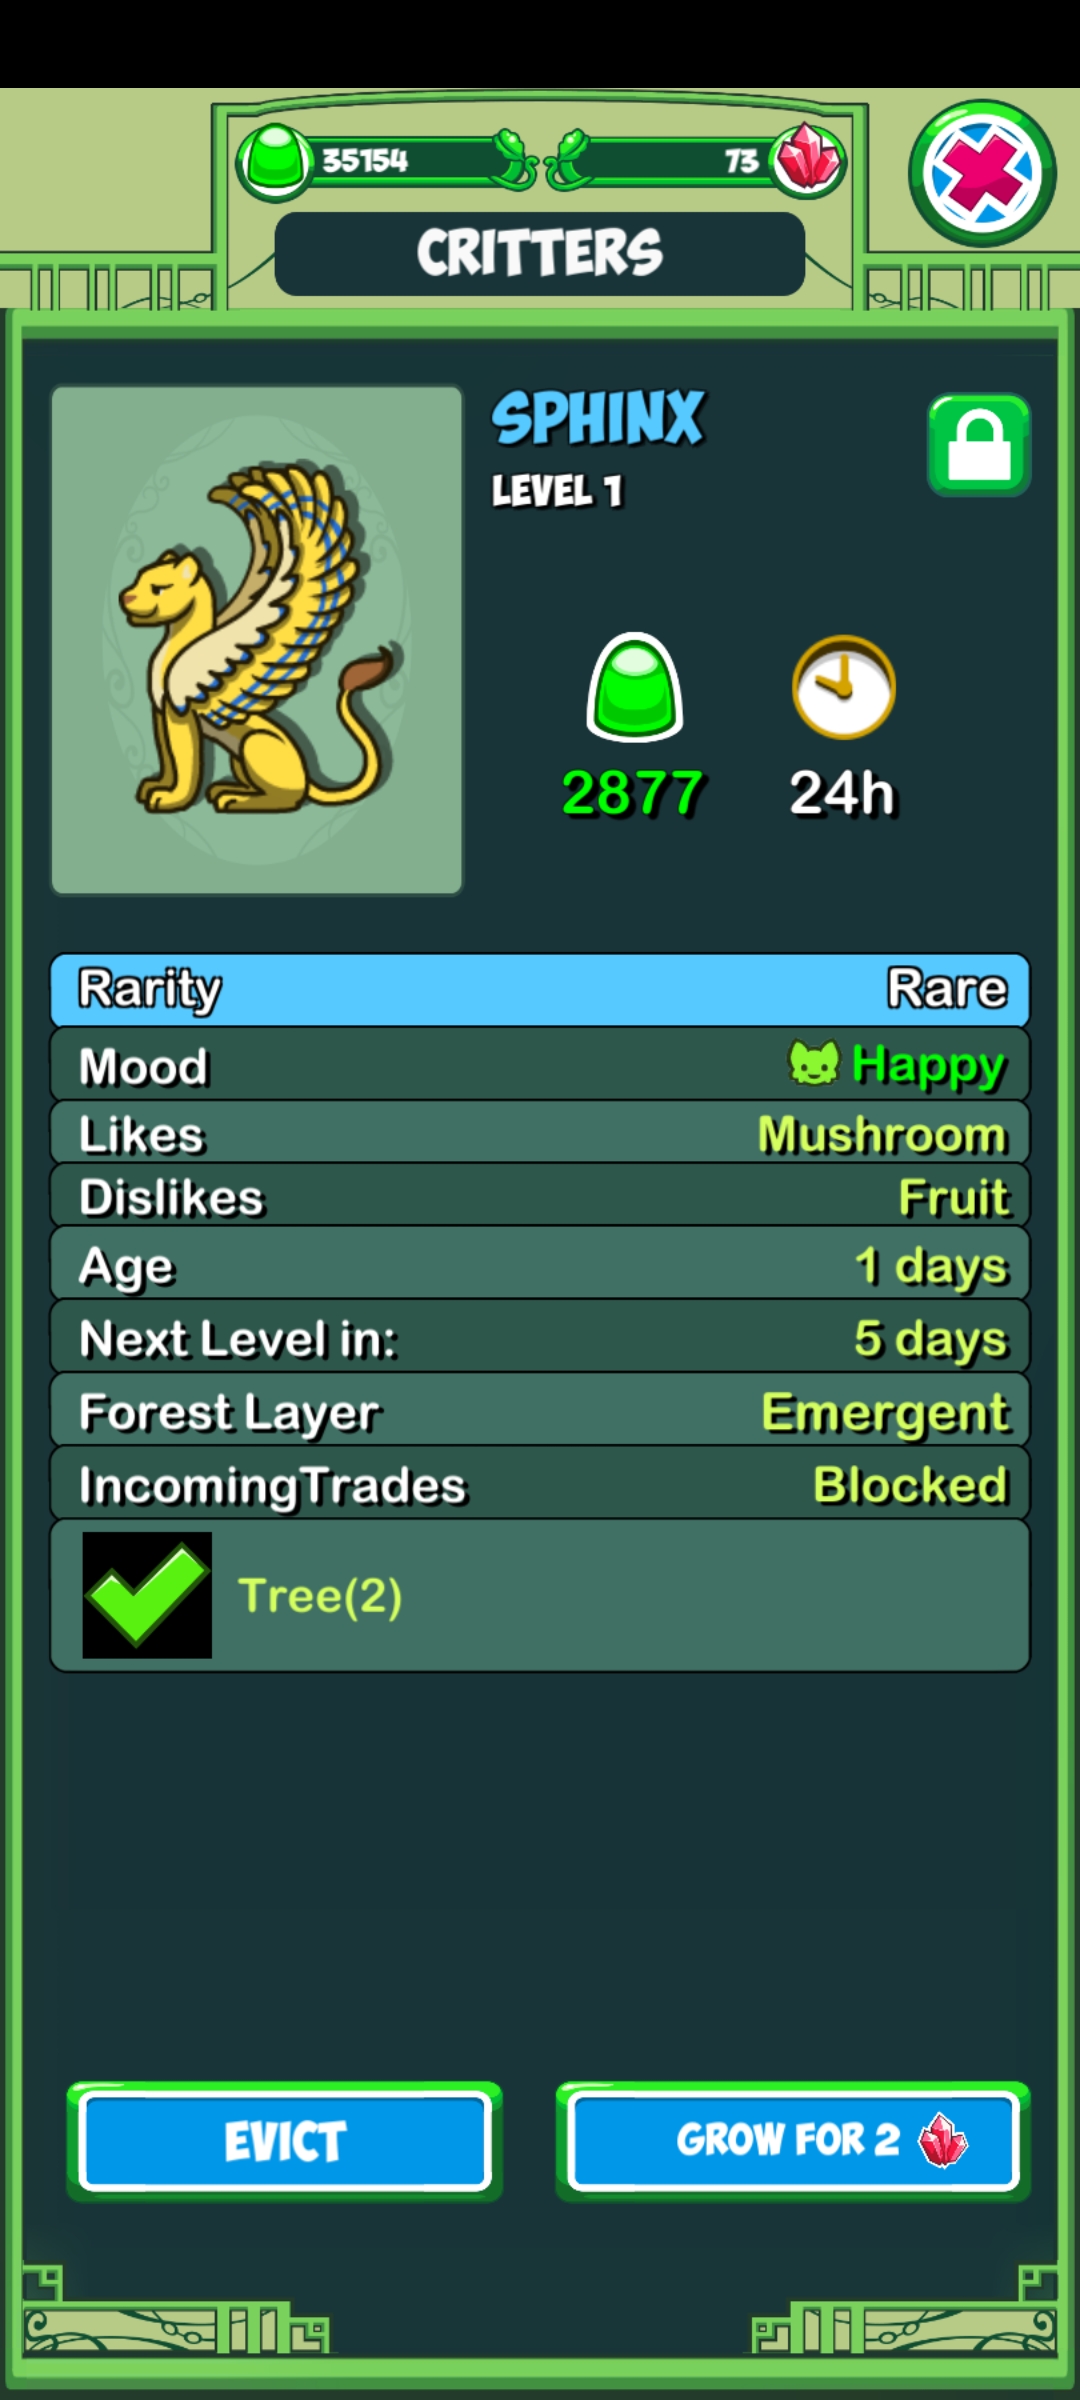 35154 73
CRITTERS
SPHINX
LEVEL 1
2877 24h
Rarity Rare
Mood Happy
Likes Mushroom
Dislikes Fruit
Age 1 days
Next Level in: 5 days
Forest Layer Emergent
IncomingTrades Blocked
Tree(2)
EVICT GROW FOR 2